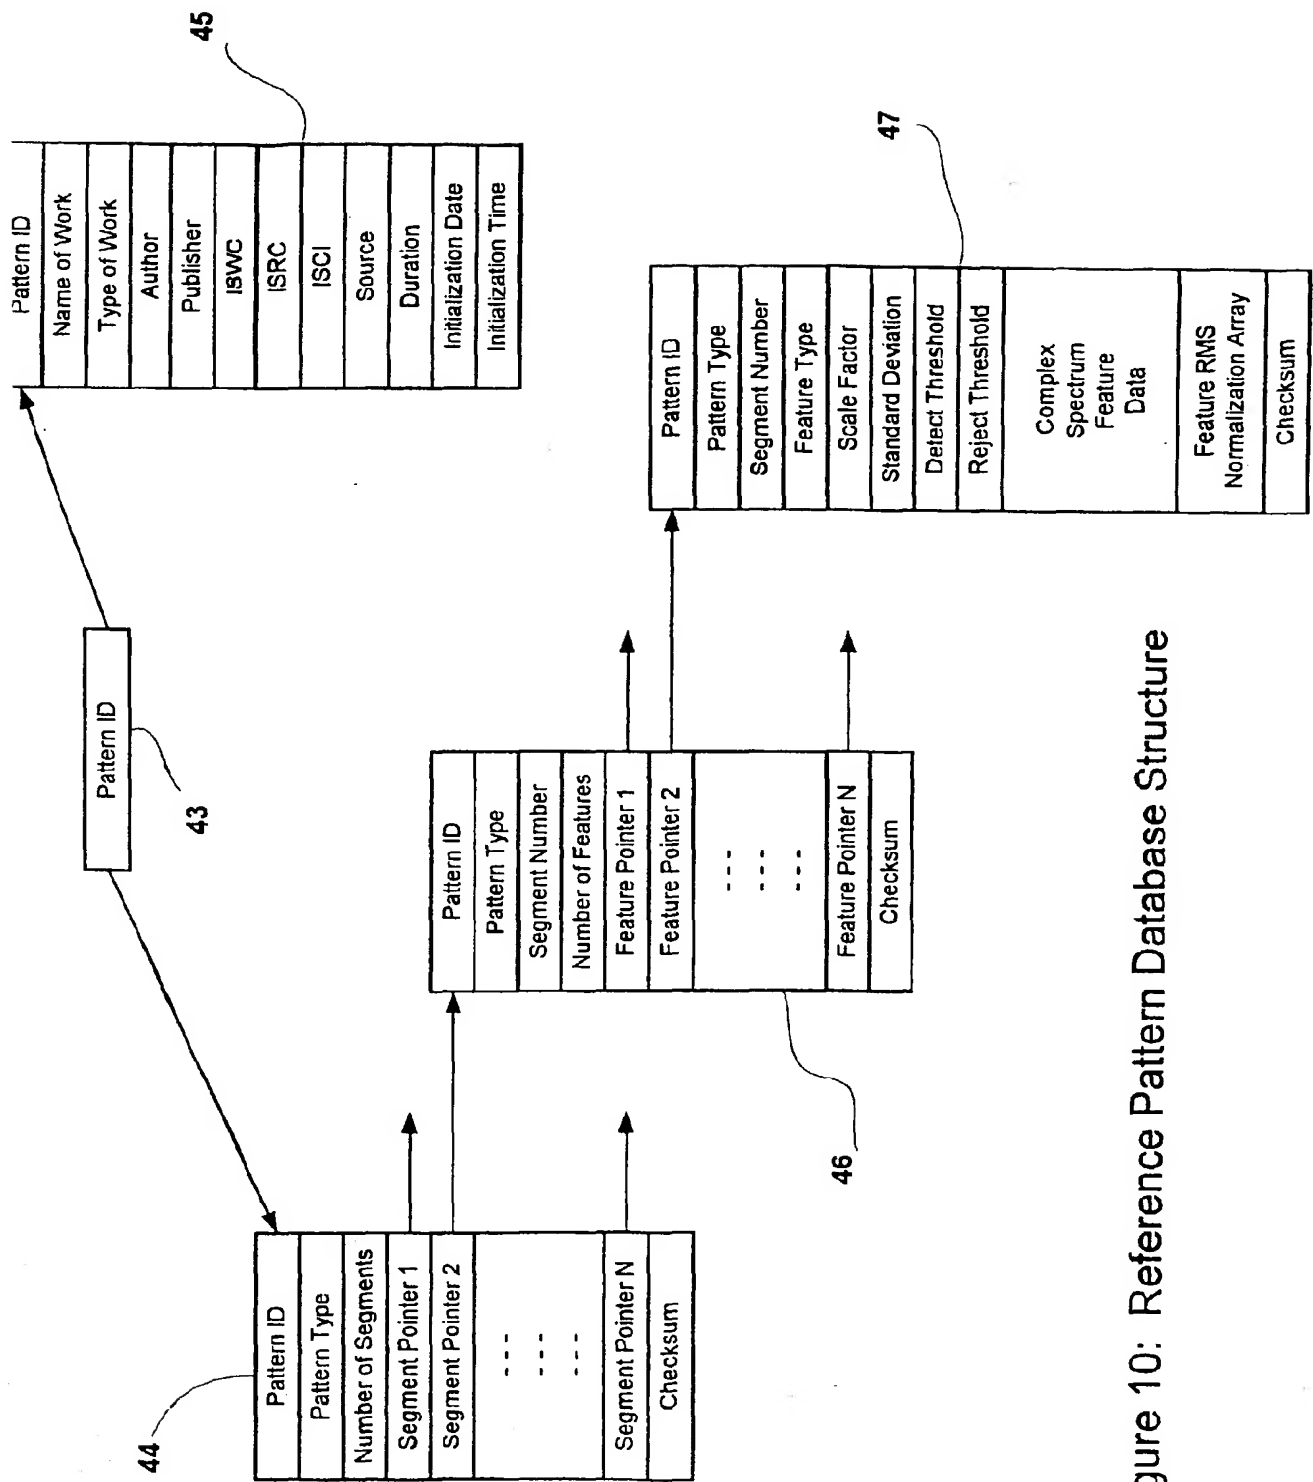 Pattern ID
43
Pattern ID
Name of Work
Type of Work
Author
Publisher
ISWC
ISRC
ISCI
Source
Duration
Initialization Date
Initialization Time
45
44
Pattern ID
Pattern Type
Number of Segments
Segment Pointer 1
Segment Pointer 2
- - -
- - -
- - -
Segment Pointer N
Checksum
Pattern ID
Pattern Type
Segment Number
Number of Features
Feature Pointer 1
Feature Pointer 2
- - -
- - -
- - -
Feature Pointer N
Checksum
46
Pattern ID
Pattern Type
Segment Number
Feature Type
Scale Factor
Standard Deviation
Detect Threshold
Reject Threshold
Complex
Spectrum
Feature
Data
Feature RMS
Normalization Array
Checksum
47
gure 10: Reference Pattern Database Structure